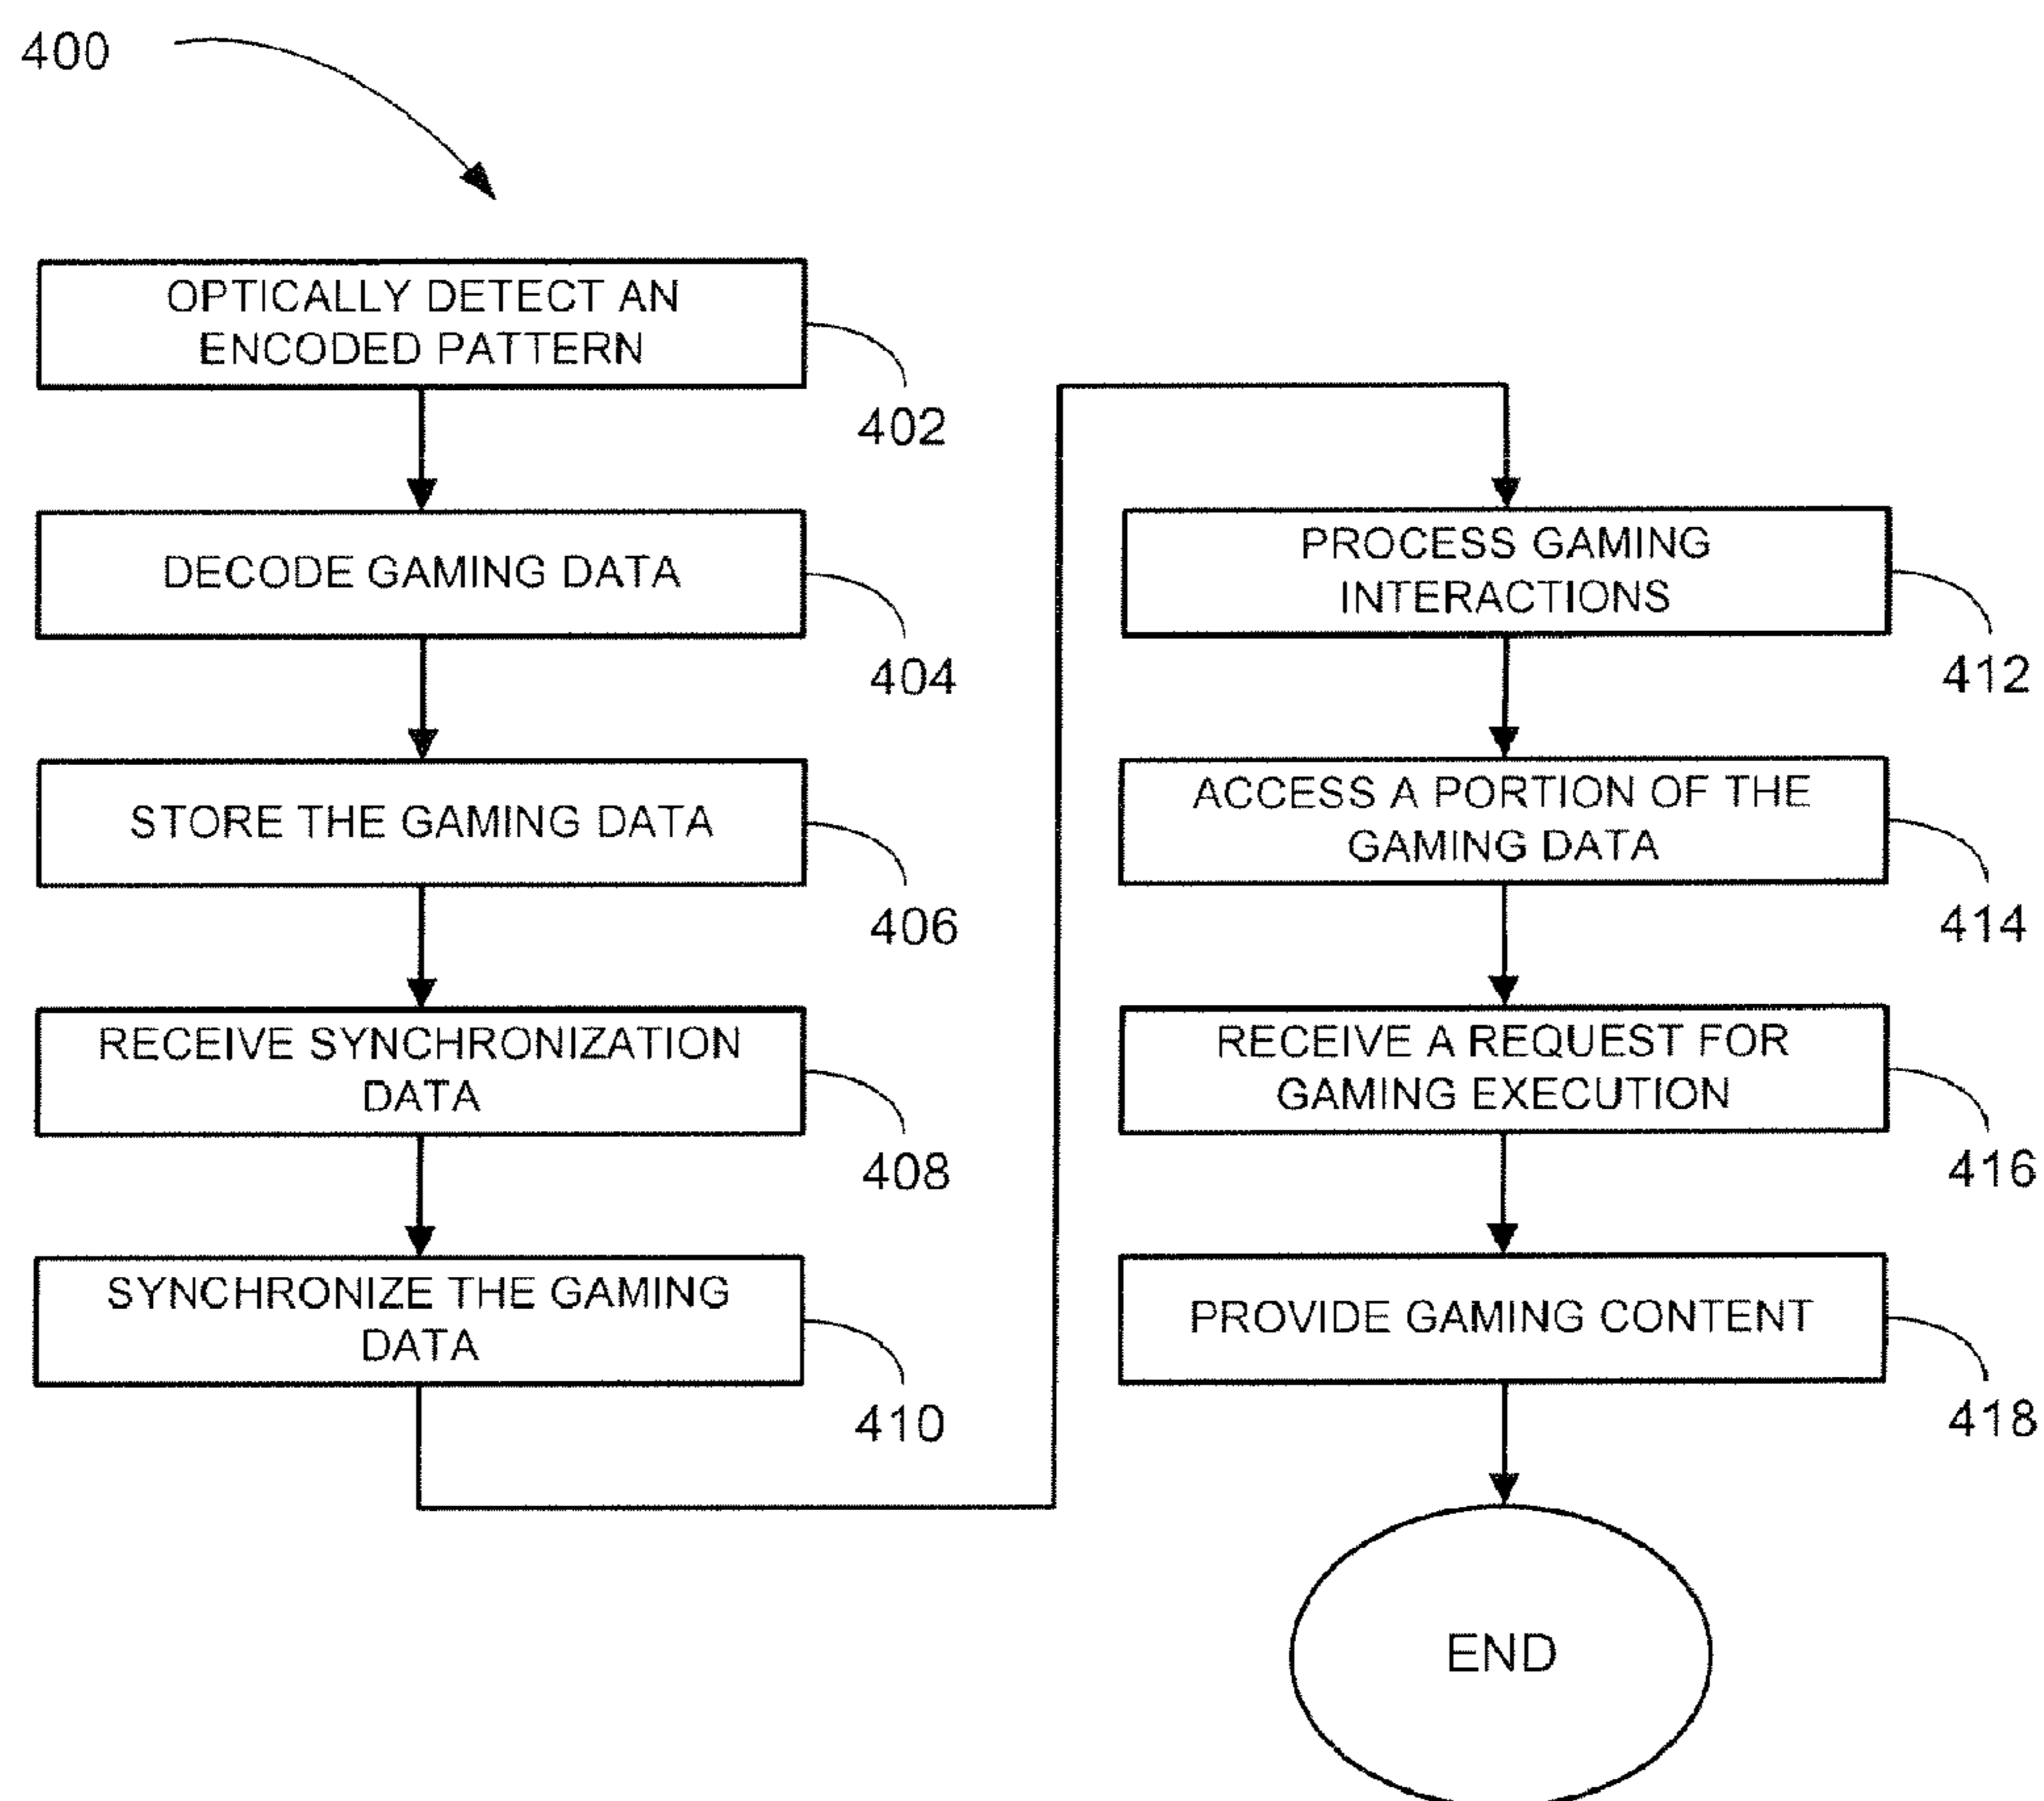 400
OPTICALLY DETECT AN
ENCODED PATTERN
402
DECODE GAMING DATA
404
STORE THE GAMING DATA
406
RECEIVE SYNCHRONIZATION
DATA
408
SYNCHRONIZE THE GAMING
DATA
410
PROCESS GAMING
INTERACTIONS
412
ACCESS A PORTION OF THE
GAMING DATA
414
RECEIVE A REQUEST FOR
GAMING EXECUTION
416
PROVIDE GAMING CONTENT
418
END